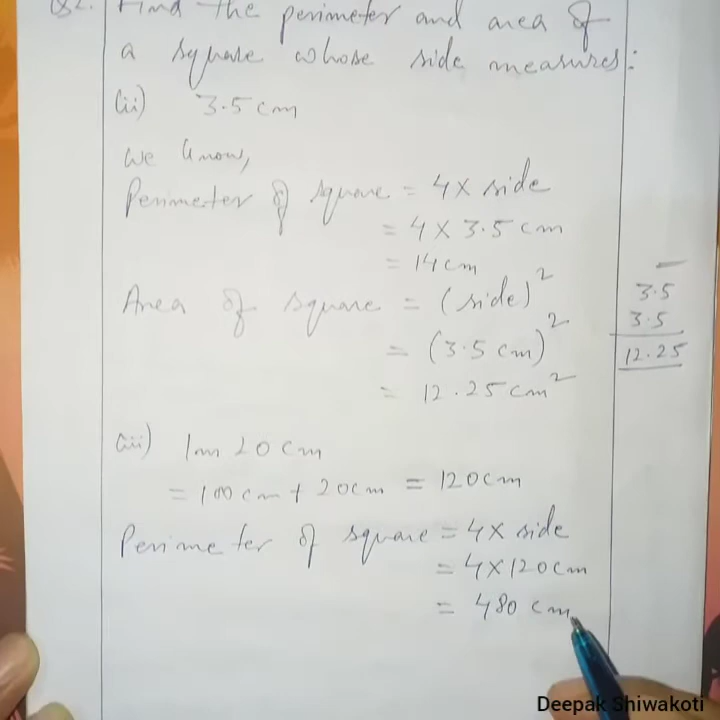 Q2. Find the perimeter and area of
a square whose side measures:
(ii) 3.5 cm
we know,
Perimeter of square = 4 × side
= 4 × 3.5 cm
= 14 cm
Area of square = (side)²
= (3.5 cm)²
= 12.25 cm²
3.5
3.5
12.25
(iii) 1m 20 cm
= 100 cm + 20 cm = 120 cm
Perimeter of square = 4 × side
= 4 × 120 cm
= 480 cm
Deepak Shiwakoti